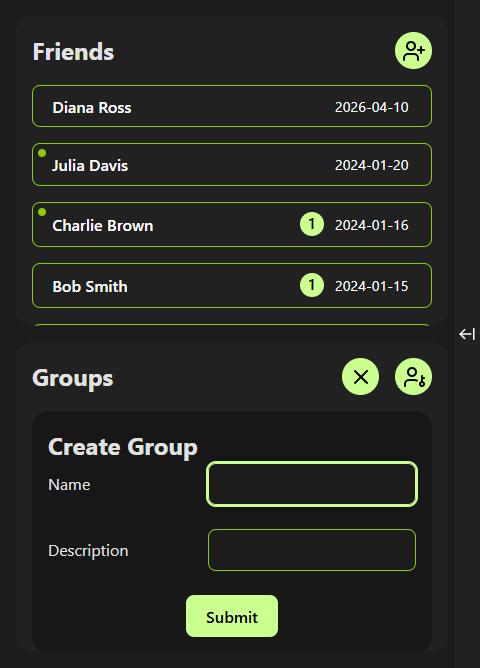 Friends
Diana Ross 2026-04-10
Julia Davis 2024-01-20
Charlie Brown 1 2024-01-16
Bob Smith 1 2024-01-15
Groups
Create Group
Name
Description
Submit